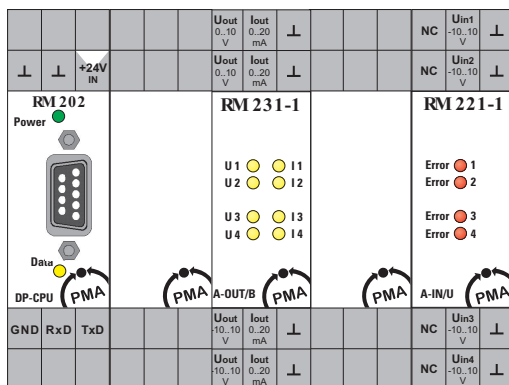 Uout Iout ⊥ NC Uin1 ⊥
0..10 0..20 -10..10
V mA V
⊥ ⊥ +24V Uout Iout ⊥ NC Uin2 ⊥
IN 0..10 0..20 -10..10
V mA V
RM 202 RM 231-1 RM 221-1
Power
U 1 I 1 Error 1
U 2 I 2 Error 2
U 3 I 3 Error 3
U 4 I 4 Error 4
Data
DP-CPU PMA PMA A-OUT/B PMA PMA A-IN/U PMA
GND RxD TxD Uout Iout ⊥ NC Uin3 ⊥
-10..10 0..20 -10..10
V mA V
Uout Iout ⊥ NC Uin4 ⊥
-10..10 0..20 -10..10
V mA V